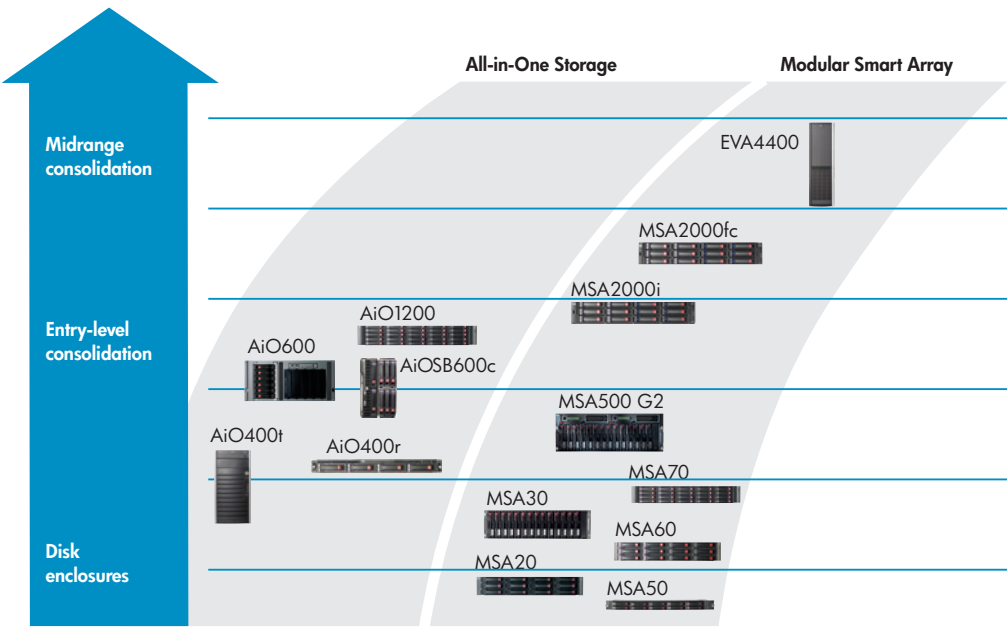 All-in-One Storage
Modular Smart Array
Midrange
consolidation
EVA4400
MSA2000fc
MSA2000i
AiO1200
Entry-level
consolidation
AiO600
AiOSB600c
MSA500 G2
AiO400t
AiO400r
MSA70
MSA30
MSA60
Disk
enclosures
MSA20
MSA50